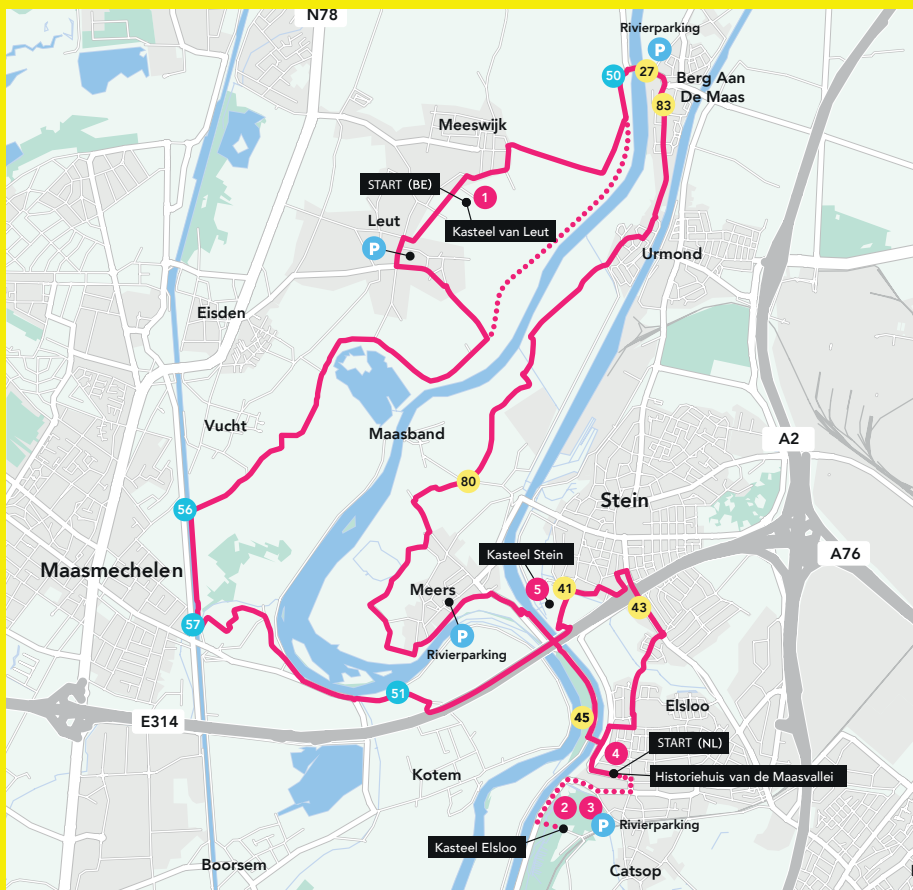 N78
Rivierparking
P
50
27
Berg Aan
De Maas
83
Meeswijk
START (BE)
1
Leut
Kasteel van Leut
P
Urmond
Eisden
Vucht
Maasband
A2
80
Stein
56
Kasteel Stein
A76
Maasmechelen
Meers
5
41
43
57
P
Rivierparking
51
Elsloo
E314
45
START (NL)
4
Kotem
Historiehuis van de Maasvallei
2
3
P
Rivierparking
Kasteel Elsloo
Boorsem
Catsop